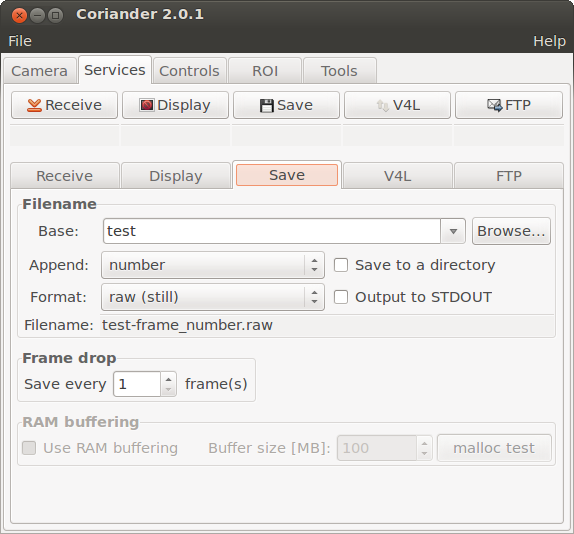 Coriander 2.0.1
File Help
Camera Services Controls ROI Tools
Receive Display Save V4L FTP
Receive Display Save V4L FTP
Filename
Base: test Browse...
Append: number Save to a directory
Format: raw (still) Output to STDOUT
Filename: test-frame_number.raw
Frame drop
Save every 1 frame(s)
RAM buffering
Use RAM buffering Buffer size [MB]: 100 malloc test